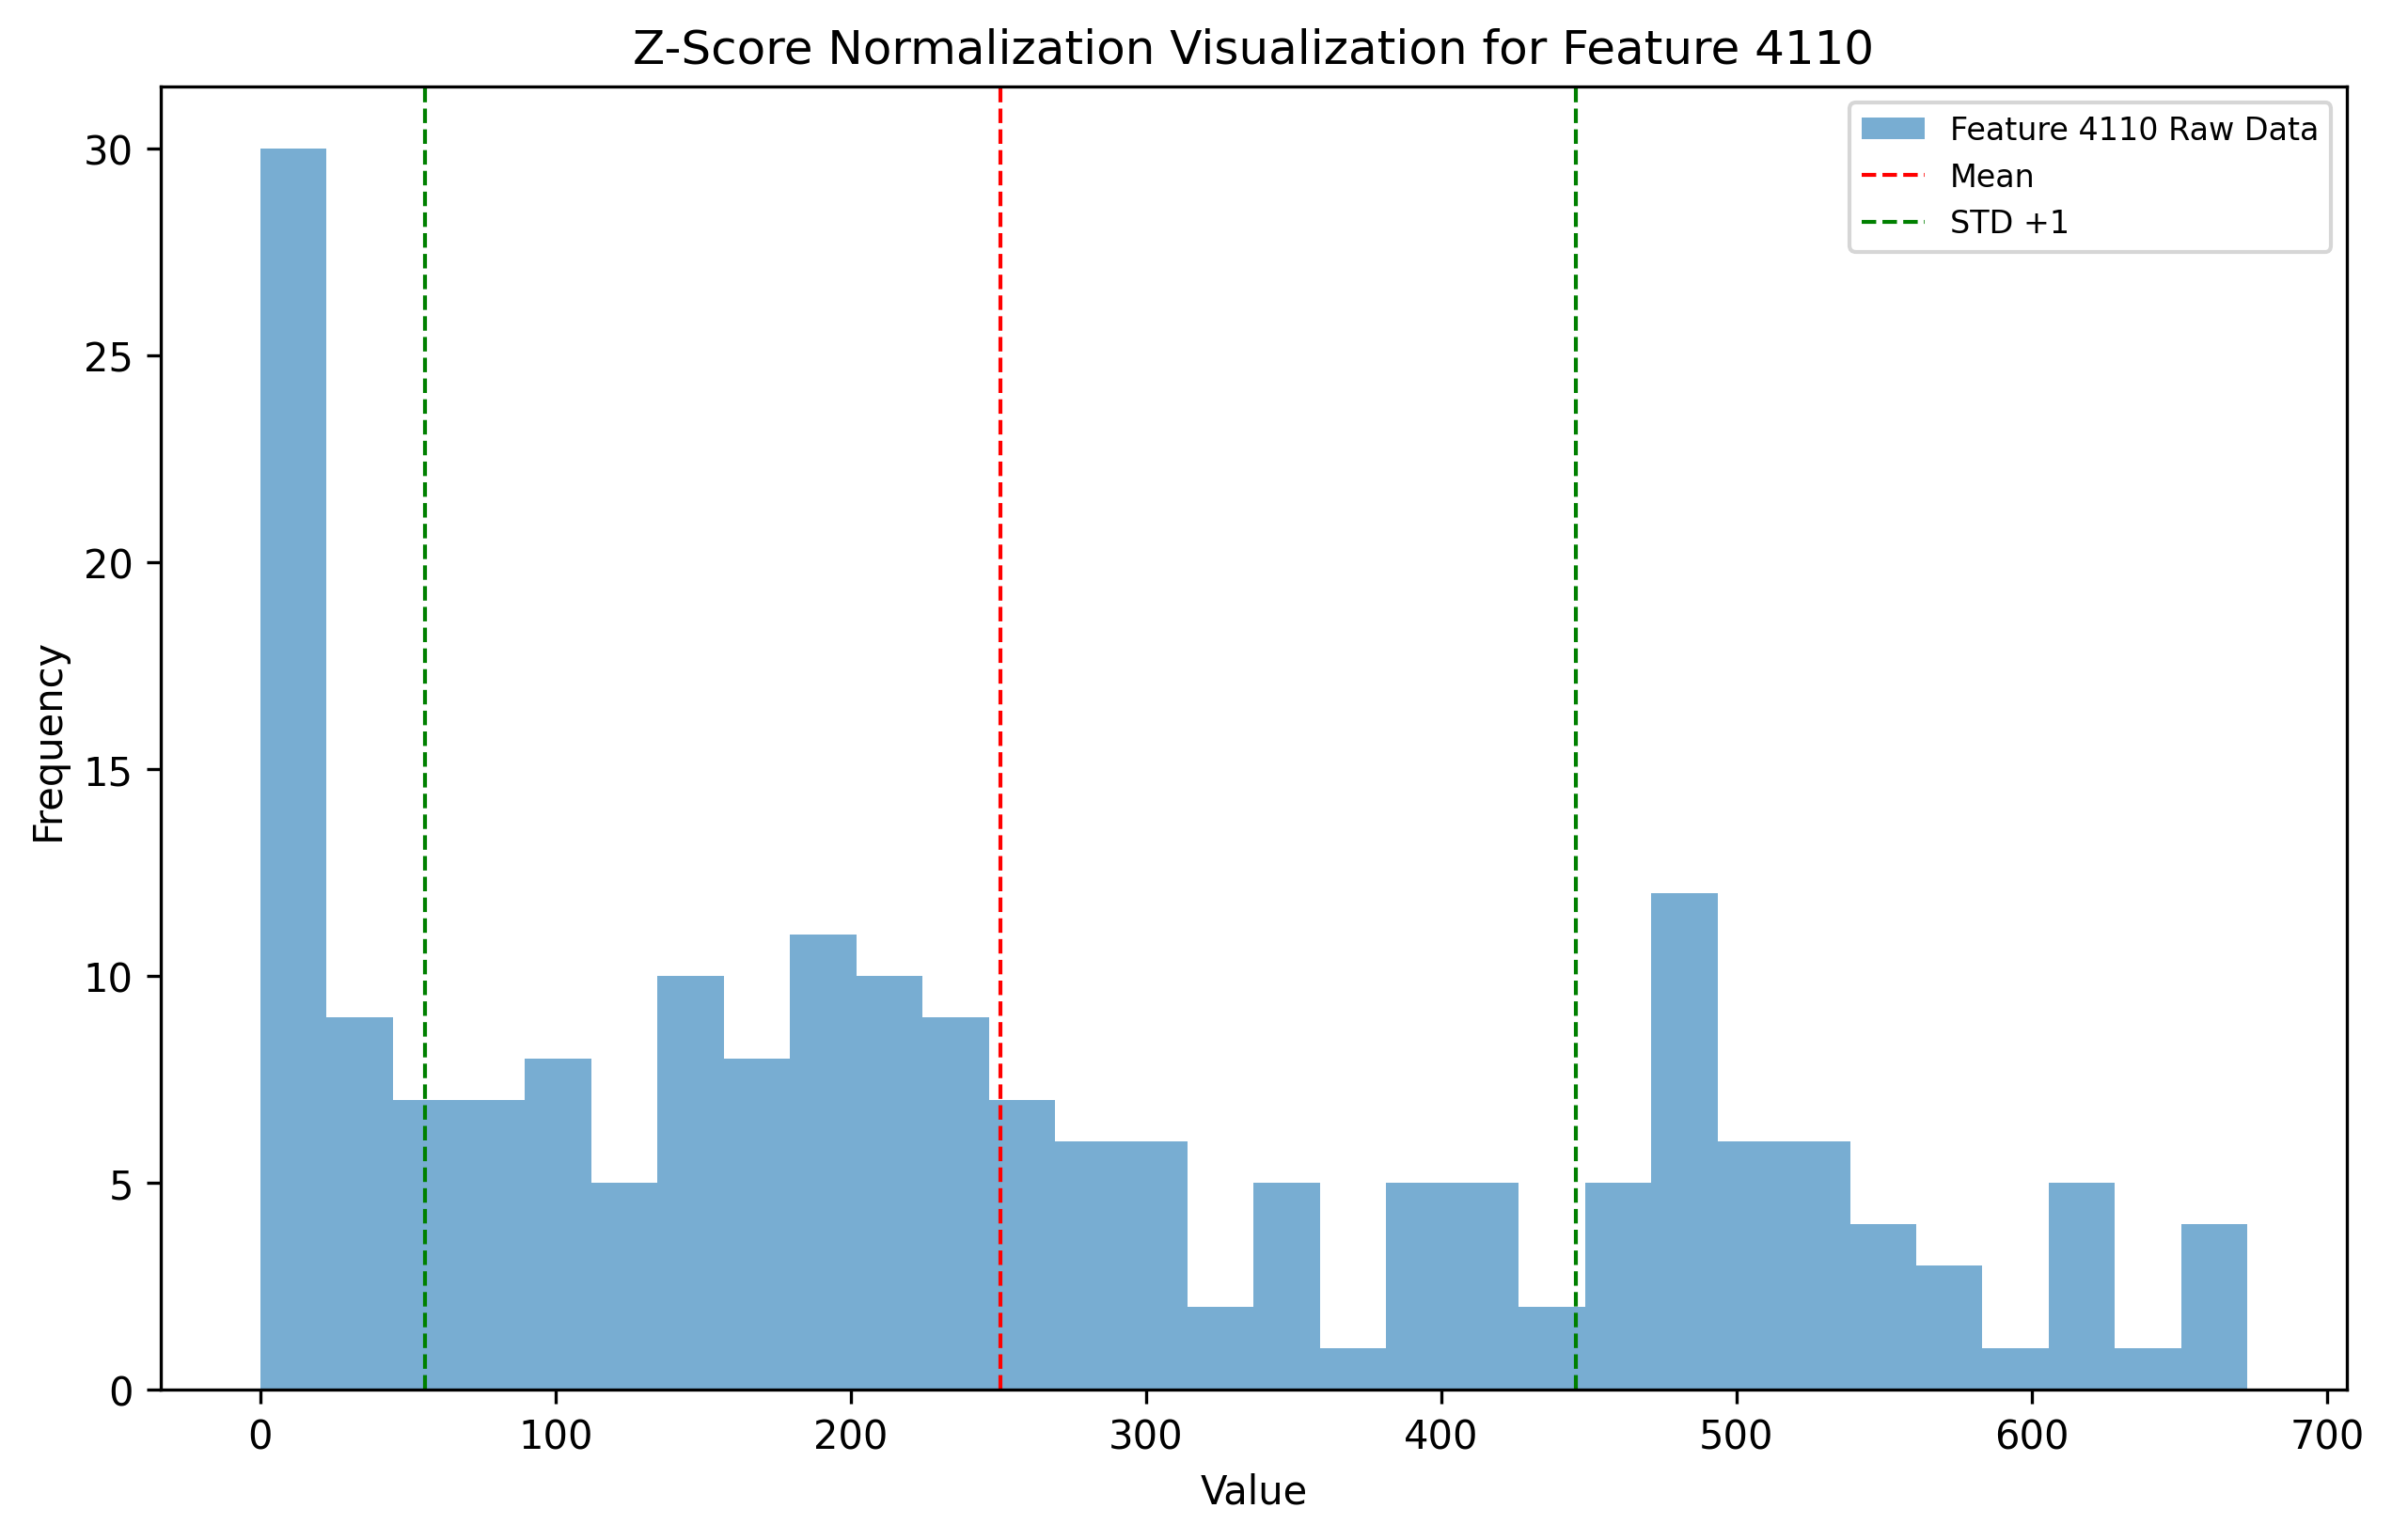 Z-Score Normalization Visualization for Feature 4110
Feature 4110 Raw Data
Mean
STD +1
30
25
20
15
10
5
0
Frequency
0 100 200 300 400 500 600 700
Value